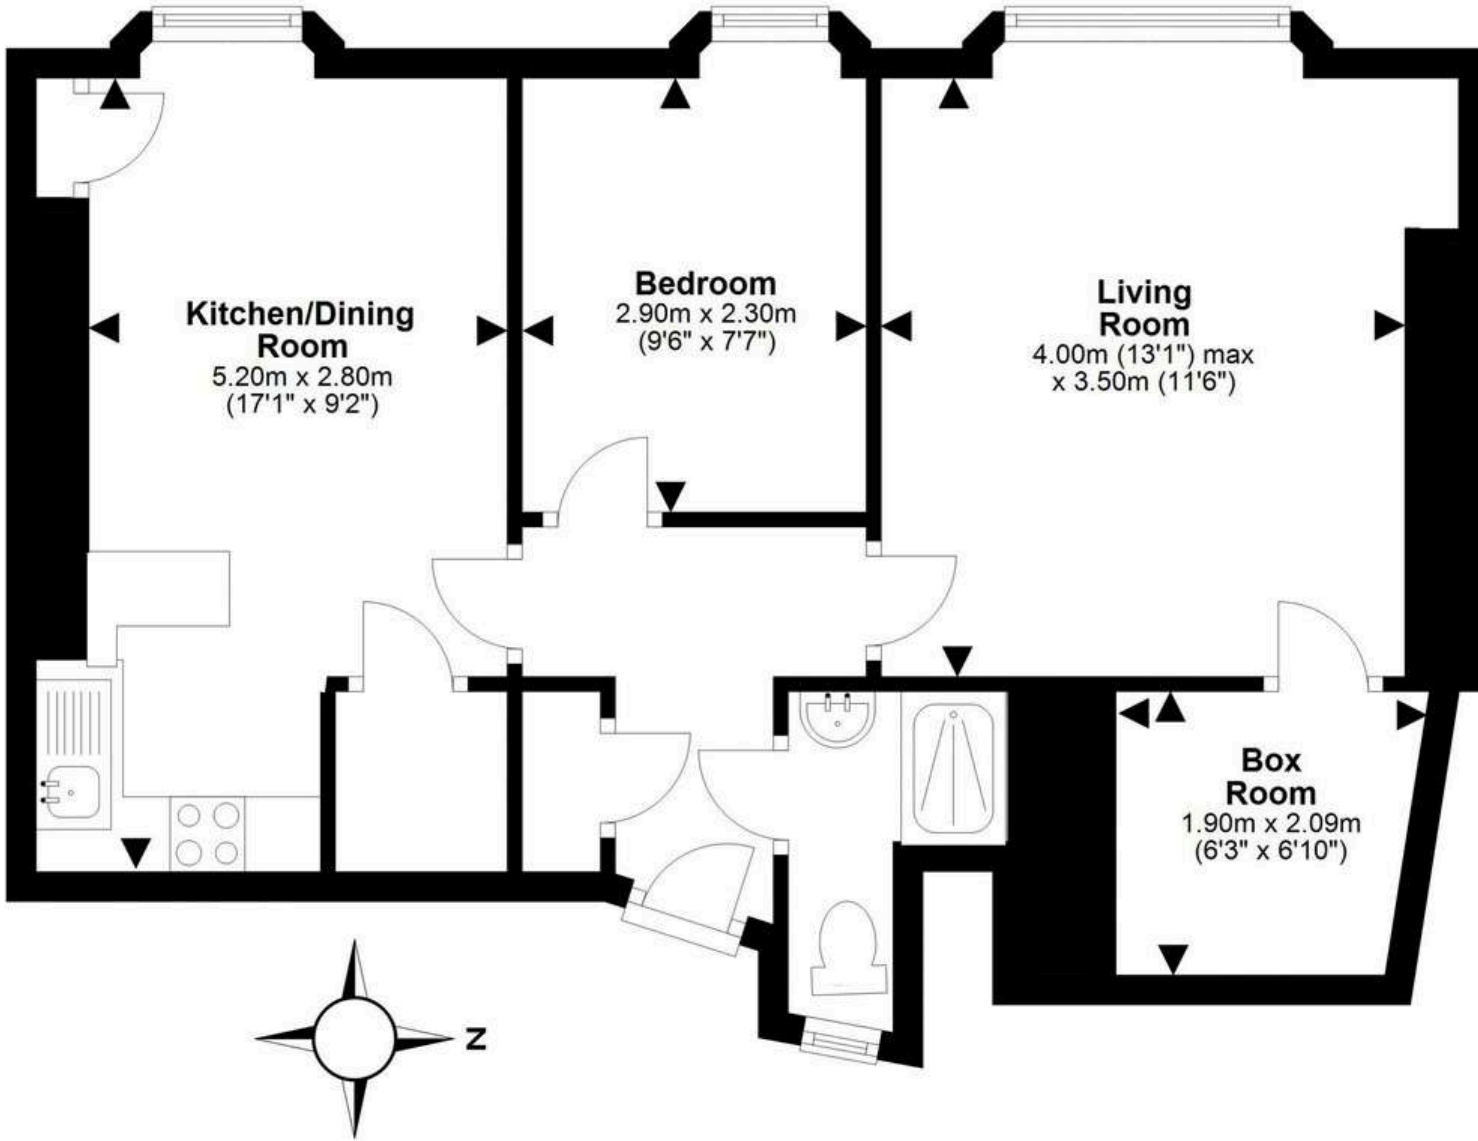 Kitchen/Dining
Room
5.20m x 2.80m
(17'1" x 9'2")
Bedroom
2.90m x 2.30m
(9'6" x 7'7")
Living
Room
4.00m (13'1") max
x 3.50m (11'6")
Box
Room
1.90m x 2.09m
(6'3" x 6'10")
N